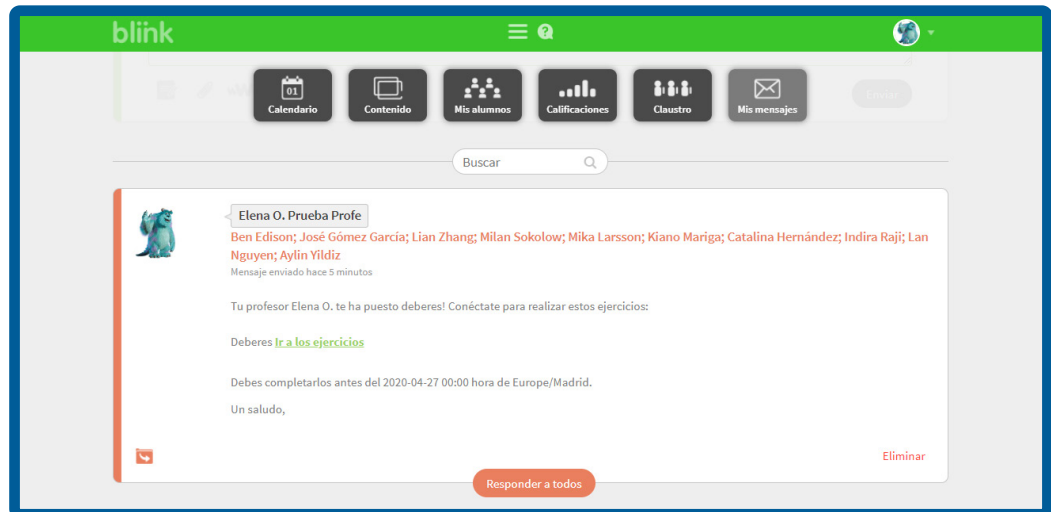 blink
01
Calendario
Contenido
Mis alumnos
Calificaciones
Claustro
Mis mensajes
Enviar
Buscar
Elena O. Prueba Profe
Ben Edison; José Gómez García; Lian Zhang; Milan Sokolow; Mika Larsson; Kiano Mariga; Catalina Hernández; Indira Raji; Lan
Nguyen; Aylin Yildiz
Mensaje enviado hace 5 minutos
Tu profesor Elena O. te ha puesto deberes! Conéctate para realizar estos ejercicios:
Deberes Ir a los ejercicios
Debes completarlos antes del 2020-04-27 00:00 hora de Europe/Madrid.
Un saludo,
Eliminar
Responder a todos